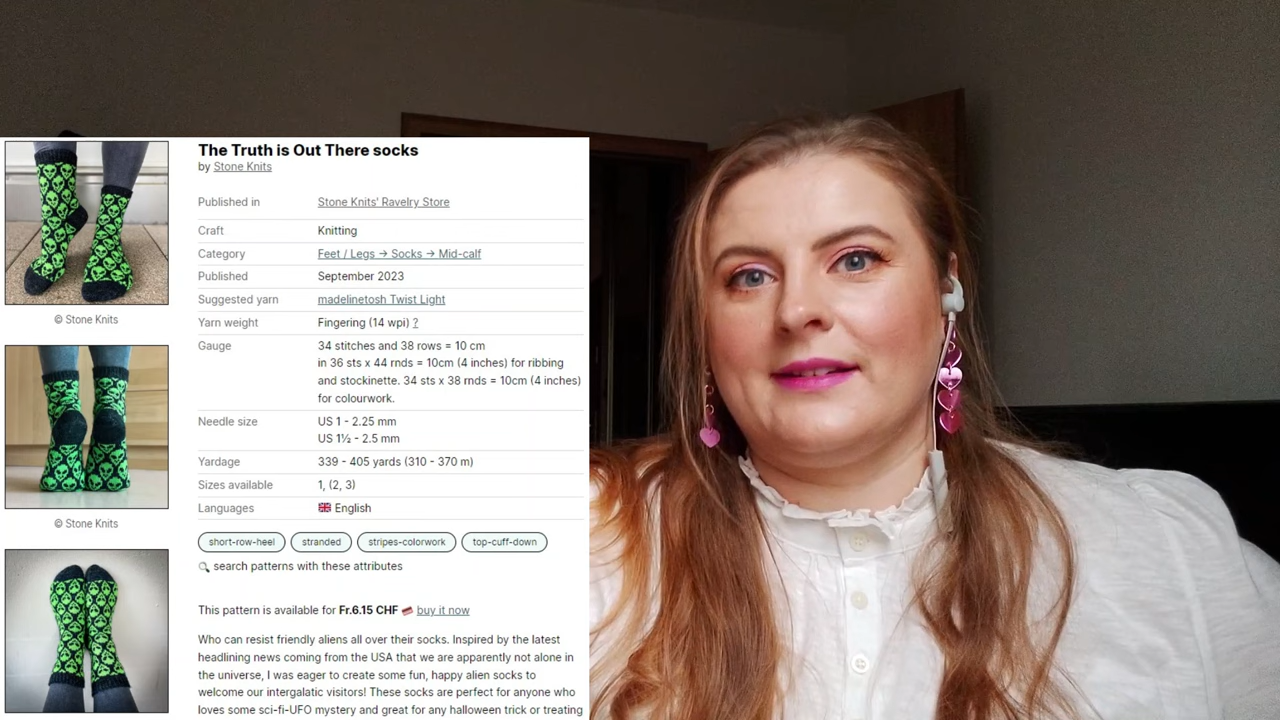 The Truth is Out There socks
by Stone Knits
Published in Stone Knits' Ravelry Store
Craft Knitting
Category Feet / Legs → Socks → Mid-calf
Published September 2023
Suggested yarn madelinetosh Twist Light
Yarn weight Fingering (14 wpi) ?
Gauge 34 stitches and 38 rows = 10 cm
in 36 sts x 44 rnds = 10cm (4 inches) for ribbing
and stockinette. 34 sts x 38 rnds = 10cm (4 inches)
for colourwork.
Needle size US 1 - 2.25 mm
US 1½ - 2.5 mm
Yardage 339 - 405 yards (310 - 370 m)
Sizes available 1, (2, 3)
Languages English
short-row-heel stranded stripes-colorwork top-cuff-down
search patterns with these attributes
This pattern is available for Fr.6.15 CHF buy it now
Who can resist friendly aliens all over their socks. Inspired by the latest
headlining news coming from the USA that we are apparently not alone in
the universe, I was eager to create some fun, happy alien socks to
welcome our intergalatic visitors! These socks are perfect for anyone who
loves some sci-fi-UFO mystery and great for any halloween trick or treating
© Stone Knits
© Stone Knits